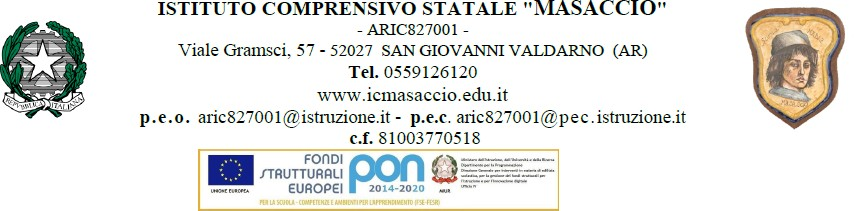 ISTITUTO COMPRENSIVO STATALE "MASACCIO"
- ARIC827001 -
Viale Gramsci, 57 - 52027 SAN GIOVANNI VALDARNO (AR)
Tel. 0559126120
www.icmasaccio.edu.it
p.e.o. aric827001@istruzione.it - p.e.c. aric827001@pec.istruzione.it
c.f. 81003770518
REPVBBLICA ITALIANA
MASACCIO
UNIONE EUROPEA
FONDI
STRUTTURALI
EUROPEI
pon
2014-2020
MIUR
Ministero dell'Istruzione, dell'Università e della Ricerca
Dipartimento per la Programmazione
Direzione Generale per interventi in materia di edilizia
scolastica, per la gestione dei fondi strutturali per
l'istruzione e per l'innovazione digitale
Ufficio IV
PER LA SCUOLA - COMPETENZE E AMBIENTI PER L'APPRENDIMENTO (FSE-FESR)